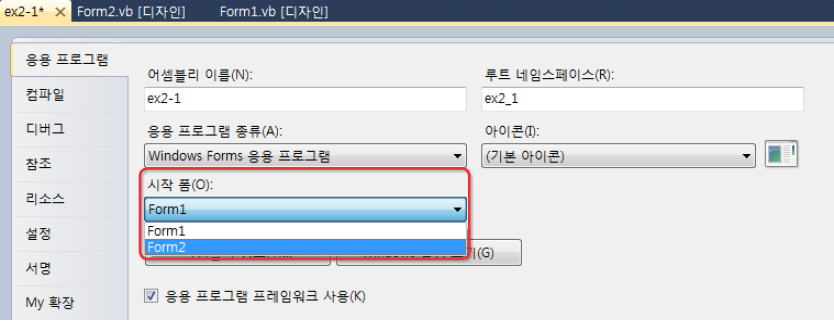 ex2-1* Form2.vb [디자인] Form1.vb [디자인]
응용 프로그램
컴파일
디버그
참조
리소스
설정
서명
My 확장
어셈블리 이름(N): 루트 네임스페이스(R):
ex2-1 ex2_1
응용 프로그램 종류(A): 아이콘(I):
Windows Forms 응용 프로그램 (기본 아이콘)
시작 폼(O):
Form1
Form1
Form2
(G)
응용 프로그램 프레임워크 사용(K)